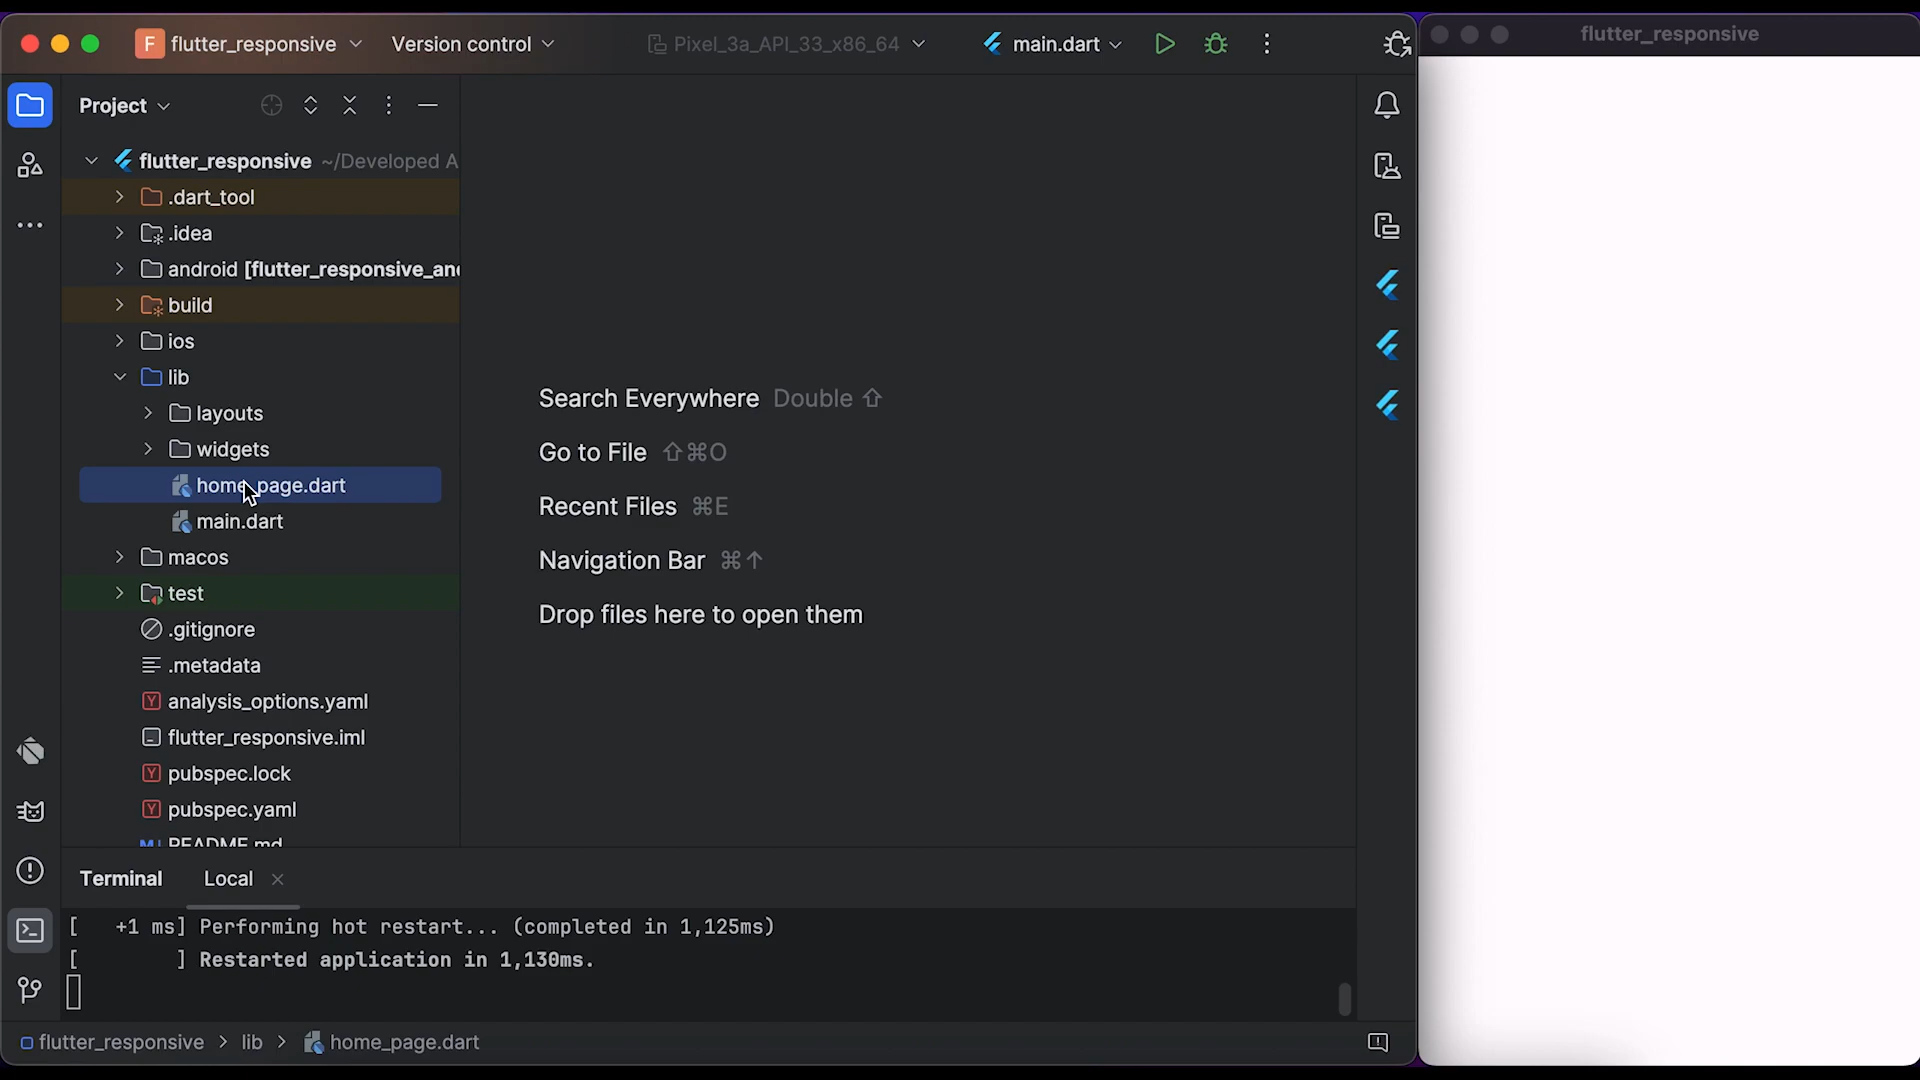 F flutter_responsive
Version control
Pixel_3a_API_33_x86_64
main.dart
flutter_responsive
Project
flutter_responsive ~/Developed A
.dart_tool
.idea
android [flutter_responsive_and
build
ios
lib
layouts
widgets
home_page.dart
main.dart
macos
test
.gitignore
.metadata
analysis_options.yaml
flutter_responsive.iml
pubspec.lock
pubspec.yaml
README.md
Search Everywhere Double ⇧
Go to File ⇧⌘O
Recent Files ⌘E
Navigation Bar ⌘↑
Drop files here to open them
Terminal
Local
[   +1 ms] Performing hot restart... (completed in 1,125ms)
[        ] Restarted application in 1,130ms.
flutter_responsive > lib > home_page.dart